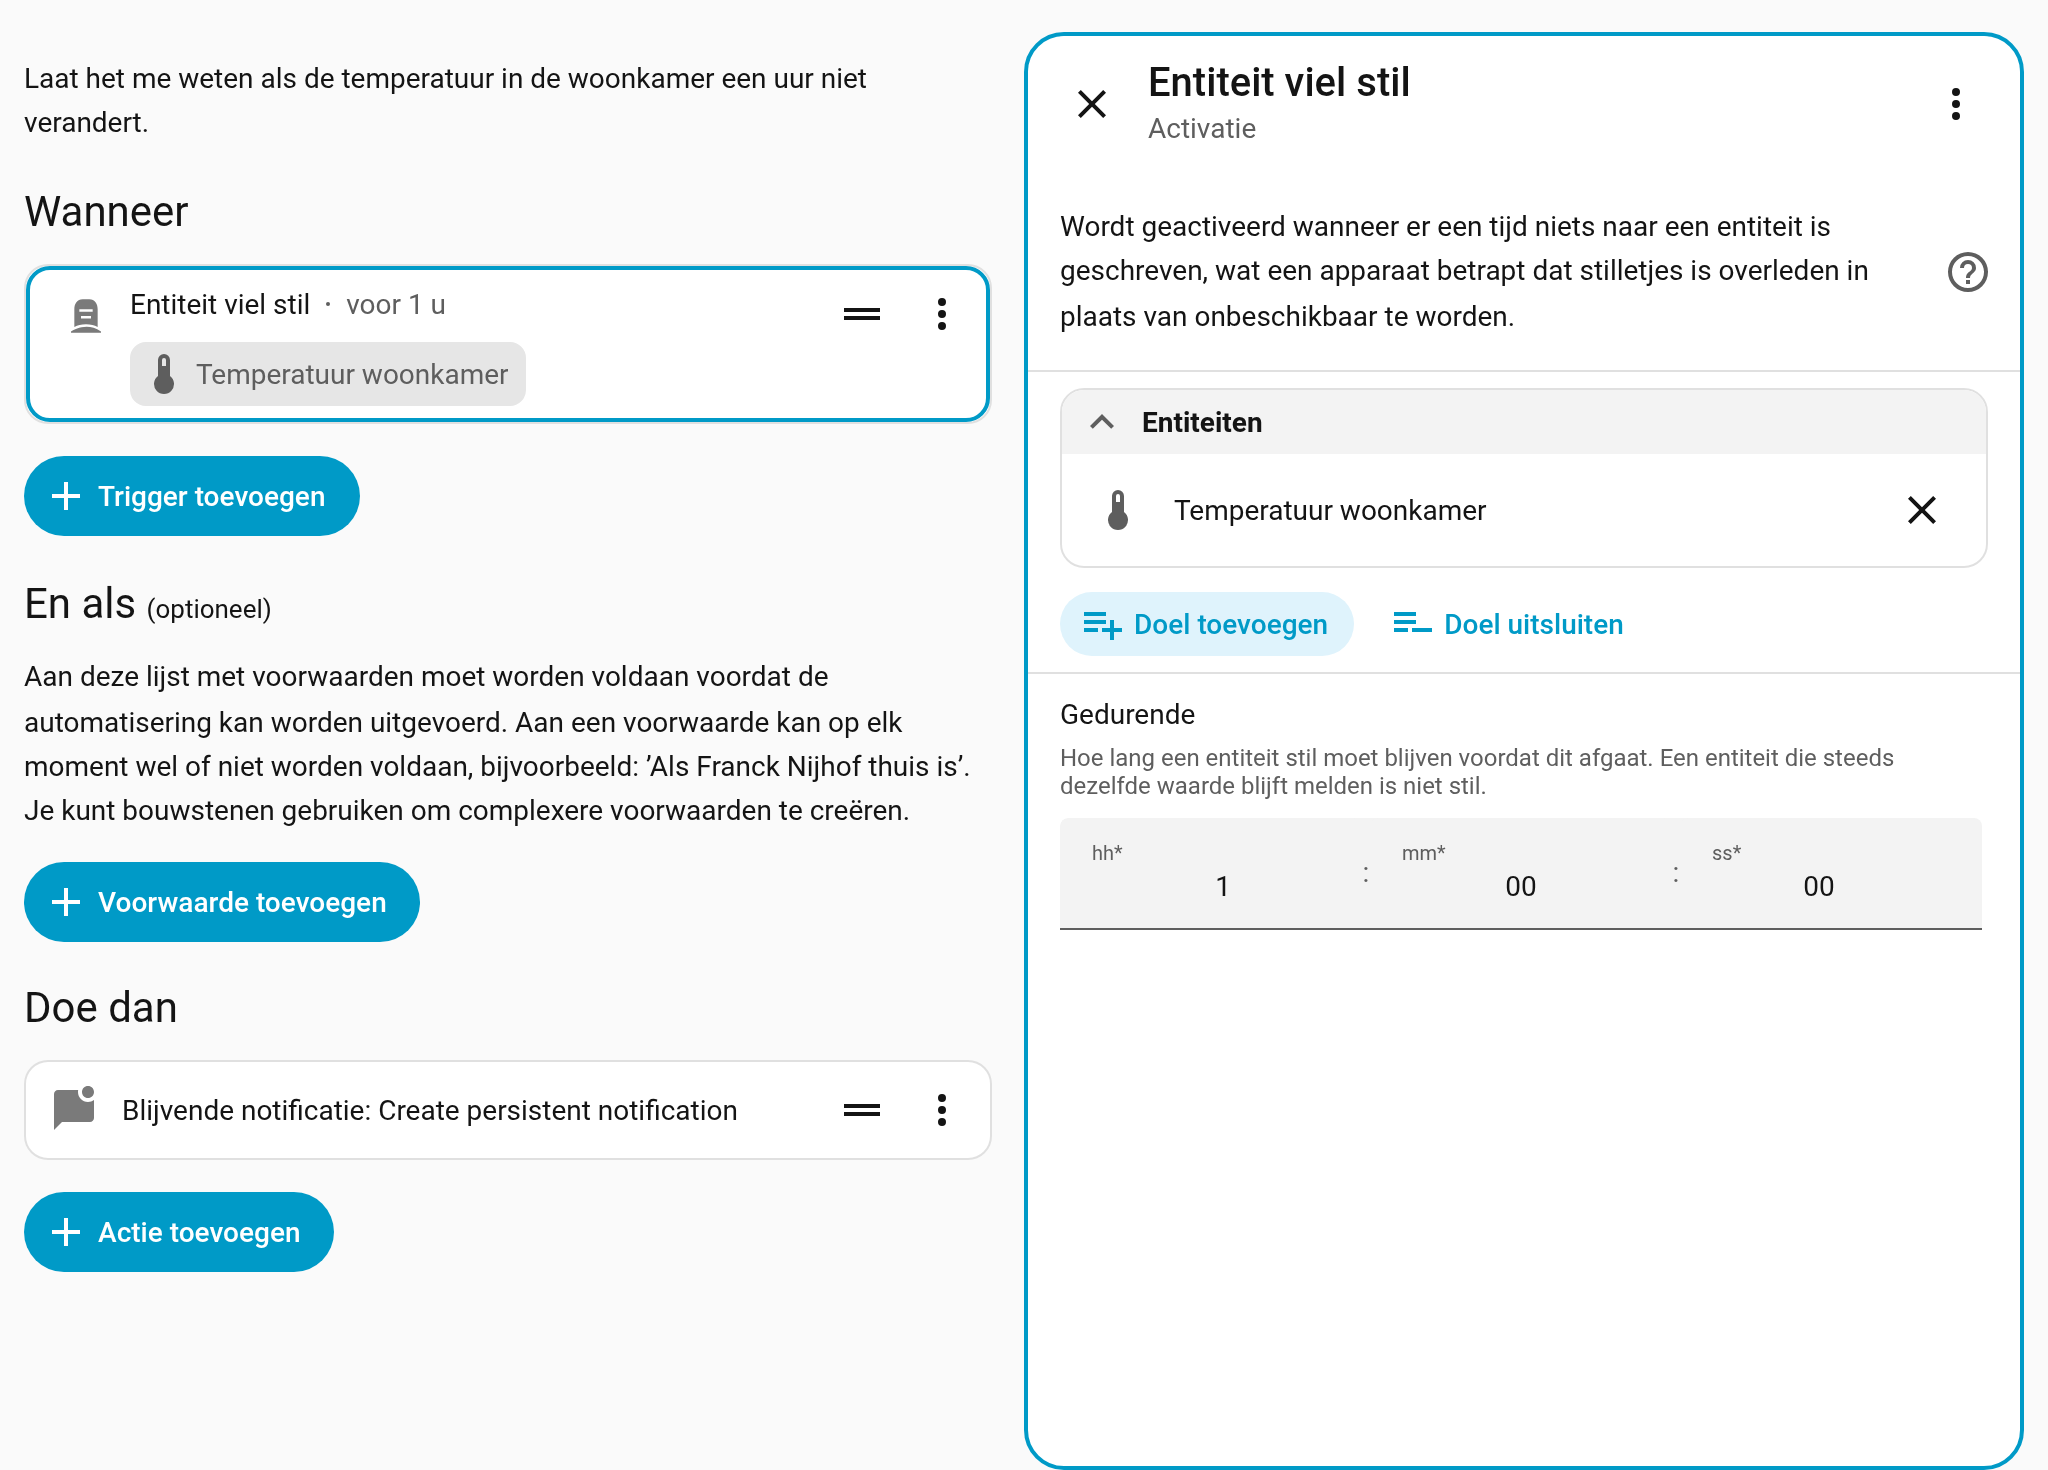 Laat het me weten als de temperatuur in de woonkamer een uur niet
verandert.
Wanneer
Entiteit viel stil · voor 1 u
Temperatuur woonkamer
Trigger toevoegen
En als (optioneel)
Aan deze lijst met voorwaarden moet worden voldaan voordat de
automatisering kan worden uitgevoerd. Aan een voorwaarde kan op elk
moment wel of niet worden voldaan, bijvoorbeeld: ’Als Franck Nijhof thuis is’.
Je kunt bouwstenen gebruiken om complexere voorwaarden te creëren.
Voorwaarde toevoegen
Doe dan
Blijvende notificatie: Create persistent notification
Actie toevoegen
Entiteit viel stil
Activatie
Wordt geactiveerd wanneer er een tijd niets naar een entiteit is
geschreven, wat een apparaat betrapt dat stilletjes is overleden in
plaats van onbeschikbaar te worden.
Entiteiten
Temperatuur woonkamer
Doel toevoegen Doel uitsluiten
Gedurende
Hoe lang een entiteit stil moet blijven voordat dit afgaat. Een entiteit die steeds
dezelfde waarde blijft melden is niet stil.
hh* mm* ss*
1 : 00 : 00